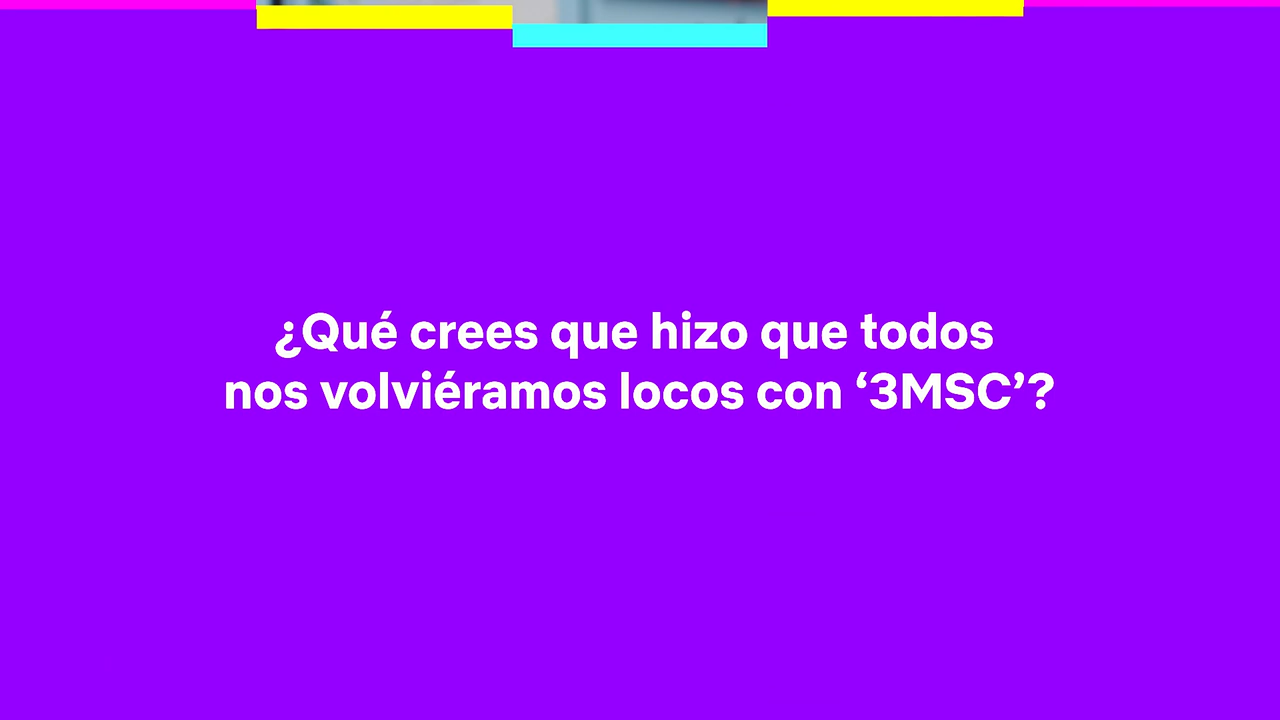 ¿Qué crees que hizo que todos
nos volviéramos locos con ‘3MSC’?